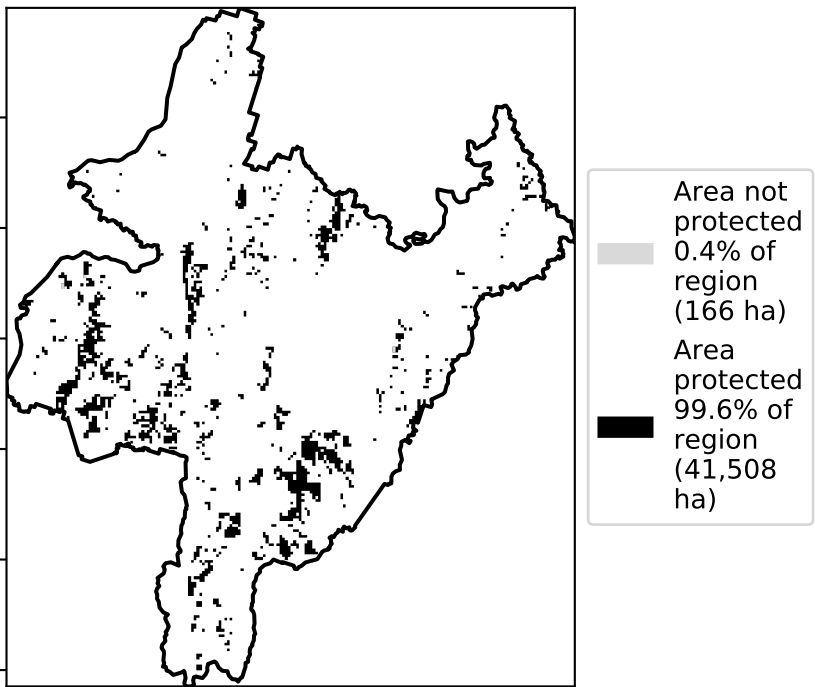 Area not
protected
0.4% of
region
(166 ha)
Area
protected
99.6% of
region
(41,508
ha)